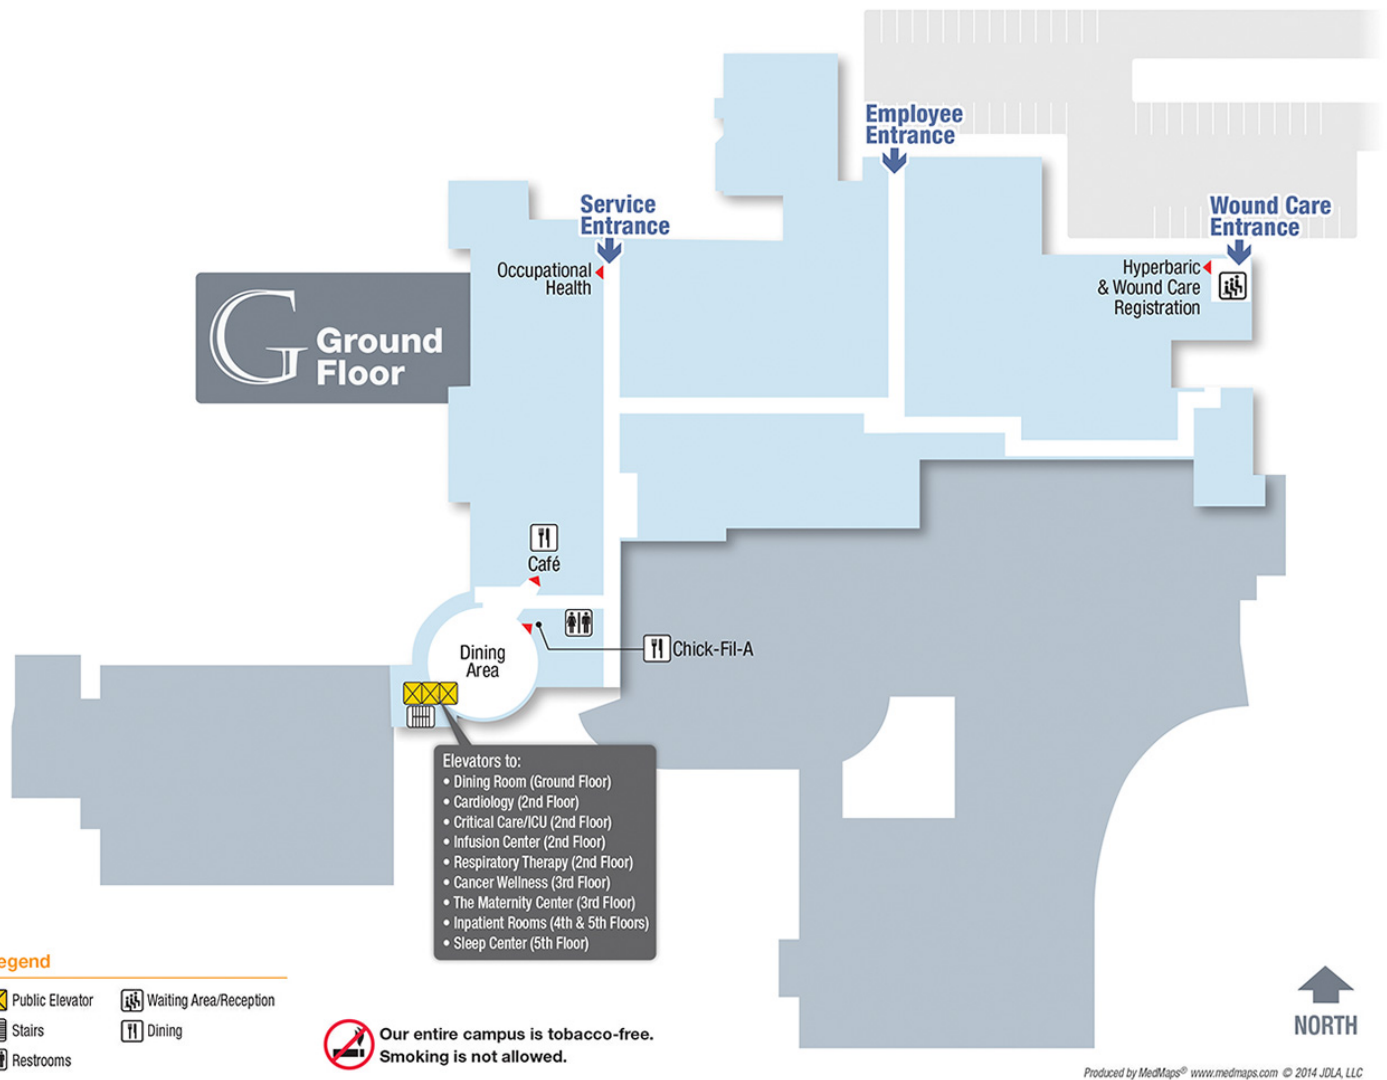 Employee
Entrance
Service
Entrance
Wound Care
Entrance
Occupational
Health
Hyperbaric
& Wound Care
Registration
G Ground
Floor
Café
Chick-Fil-A
Dining
Area
Elevators to:
• Dining Room (Ground Floor)
• Cardiology (2nd Floor)
• Critical Care/ICU (2nd Floor)
• Infusion Center (2nd Floor)
• Respiratory Therapy (2nd Floor)
• Cancer Wellness (3rd Floor)
• The Maternity Center (3rd Floor)
• Inpatient Rooms (4th & 5th Floors)
• Sleep Center (5th Floor)
egend
Public Elevator
Waiting Area/Reception
Stairs
Dining
Restrooms
Our entire campus is tobacco-free.
Smoking is not allowed.
NORTH
Produced by MedMaps® www.medmaps.com © 2014 JDLA, LLC